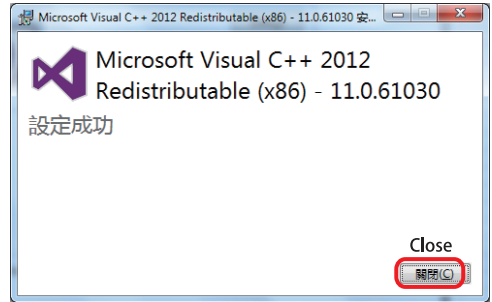 Microsoft Visual C++ 2012 Redistributable (x86) - 11.0.61030 安...
Microsoft Visual C++ 2012
Redistributable (x86) - 11.0.61030
設定成功
Close
關閉(C)